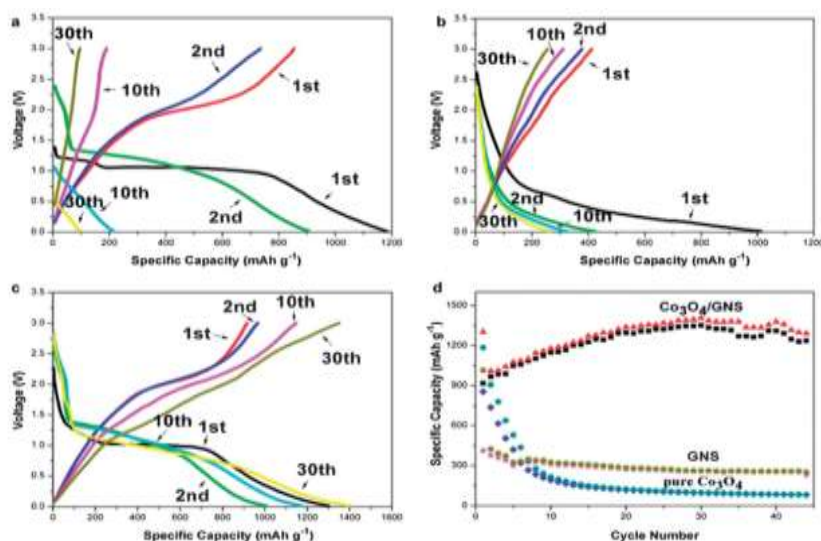 a
30th
2nd
10th
1st
1st
2nd
10th
30th
Voltage (V)
3.5
3.0
2.5
2.0
1.5
1.0
0.5
0.0
0 200 400 600 800 1000 1200
Specific Capacity (mAh g⁻¹)
b
10th
2nd
30th
1st
1st
2nd
10th
30th
Voltage (V)
3.5
3.0
2.5
2.0
1.5
1.0
0.5
0.0
0 200 400 600 800 1000 1200
Specific Capacity (mAh g⁻¹)
c
2nd
10th
1st
30th
10th
1st
30th
2nd
Voltage (V)
3.5
3.0
2.5
2.0
1.5
1.0
0.5
0.0
0 200 400 600 800 1000 1200 1400 1600
Specific Capacity (mAh g⁻¹)
d
Co₃O₄/GNS
GNS
pure Co₃O₄
Specific Capacity (mAh g⁻¹)
1500
1200
900
600
300
0
0 10 20 30 40
Cycle Number